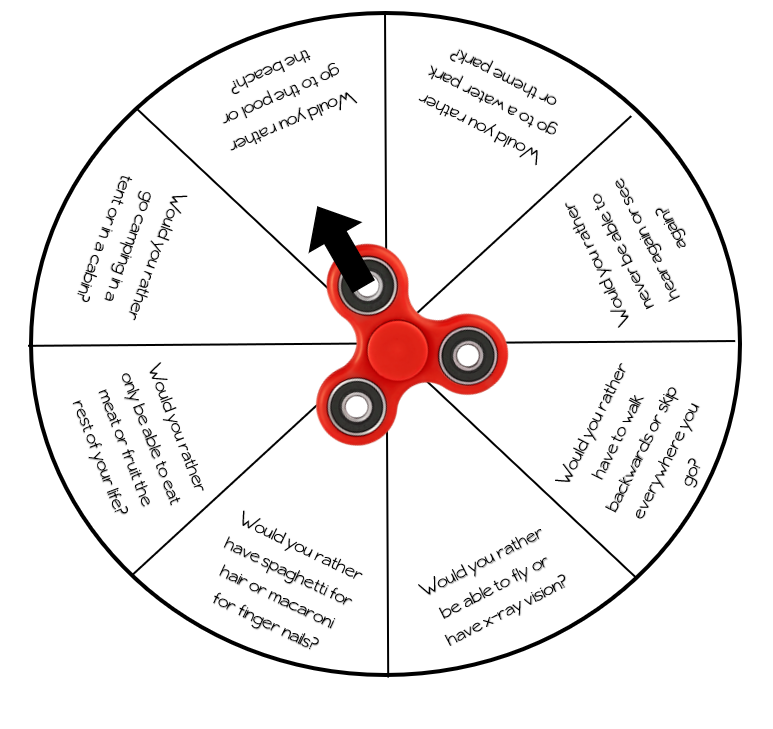 Would you rather
go to a water park
or theme park?
Would you rather
never be able to
hear again or see
again?
Would you rather
have to walk
backwards or skip
everywhere you
go?
Would you rather
be able to fly or
have x-ray vision?
Would you rather
have spaghetti for
hair or macaroni
for finger nails?
Would you rather
only be able to eat
meat or fruit the
rest of your life?
Would you rather
go camping in a
tent or in a cabin?
Would you rather
go to the pool or
the beach?